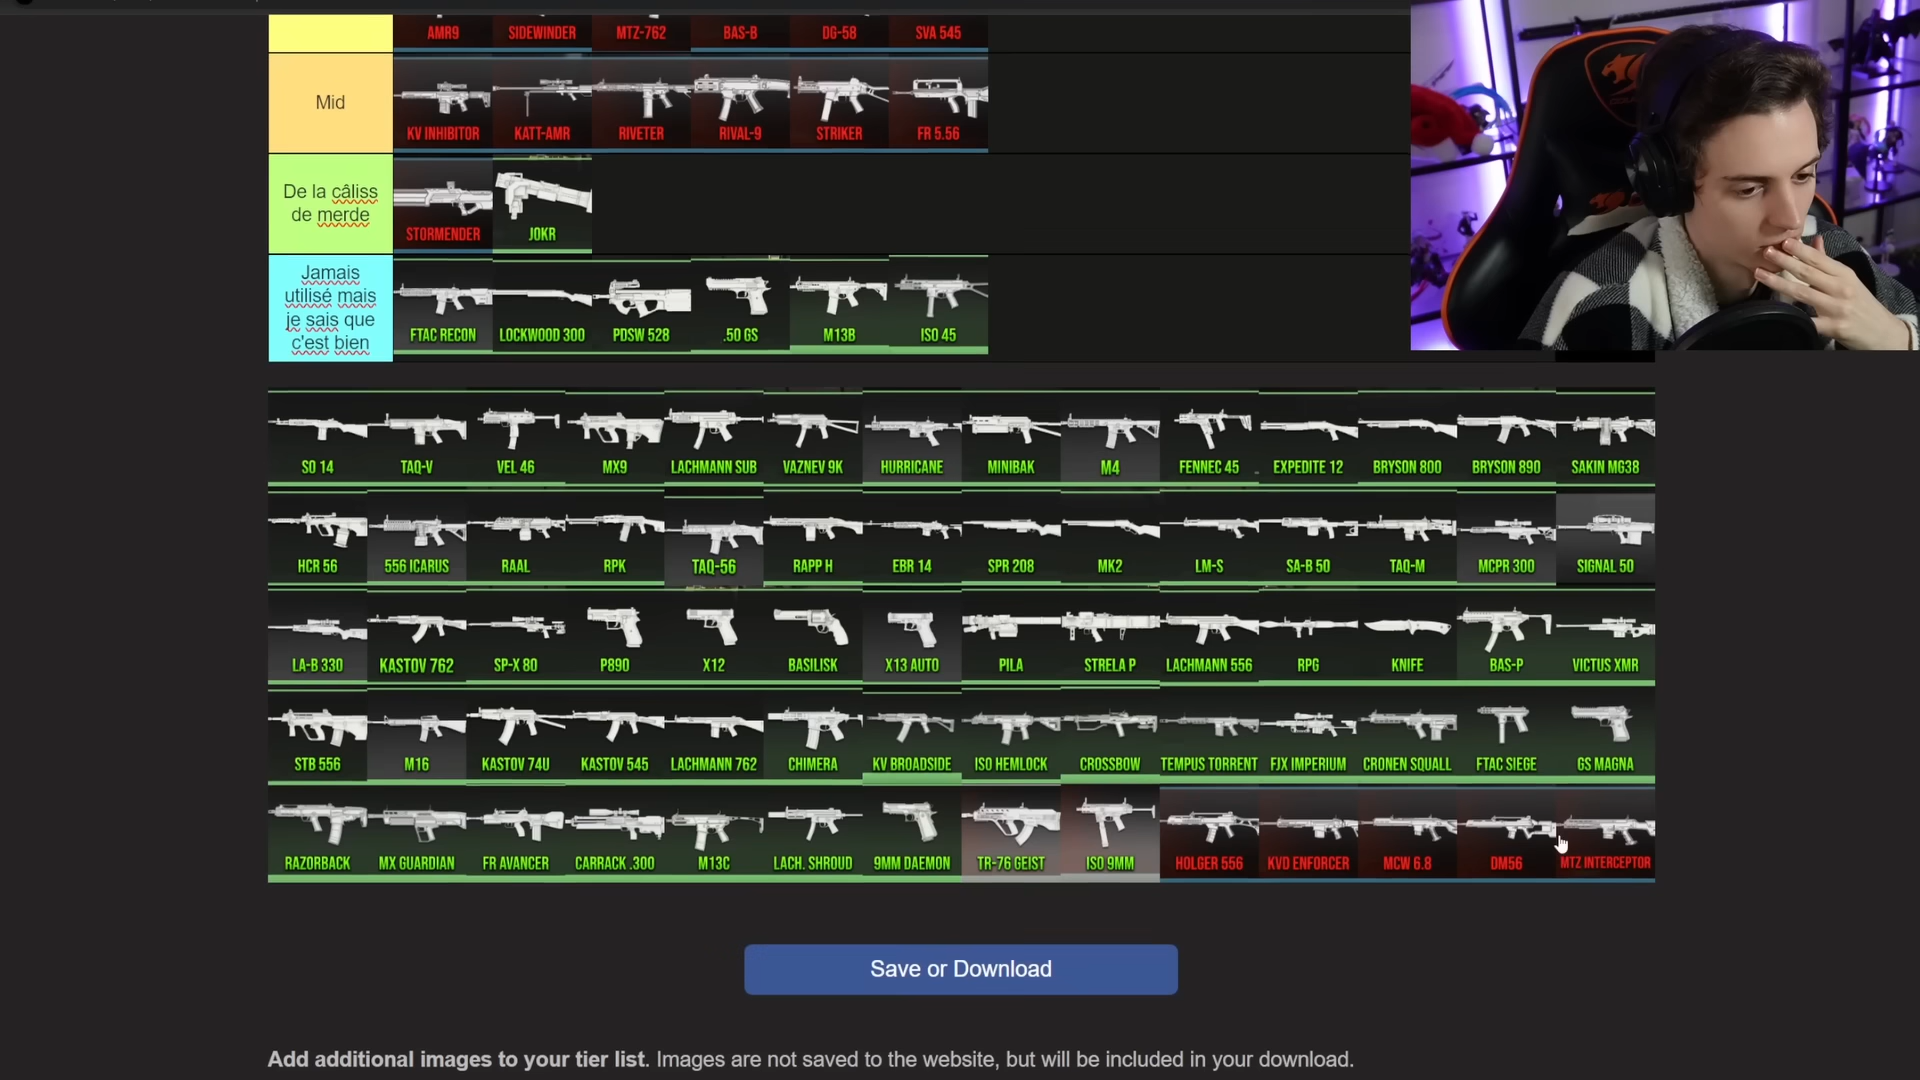 AMR9 SIDEWINDER MTZ-762 BAS-B DG-58 SVA 545
Mid
KV INHIBITOR KATT-AMR RIVETER RIVAL-9 STRIKER FR 5.56
De la câliss
de merde
STORMENDER JOKR
Jamais
utilisé mais
je sais que
c'est bien
FTAC RECON LOCKWOOD 300 PDSW 528 .50 GS M13B ISO 45
SO 14 TAQ-V VEL 46 MX9 LACHMANN SUB VAZNEV 9K HURRICANE MINIBAK M4 FENNEC 45 EXPEDITE 12 BRYSON 800 BRYSON 890 SAKIN MG38
HCR 56 556 ICARUS RAAL RPK TAQ-56 RAPP H EBR 14 SPR 208 MK2 LM-S SA-B 50 TAQ-M MCPR 300 SIGNAL 50
LA-B 330 KASTOV 762 SP-X 80 P890 X12 BASILISK X13 AUTO PILA STRELA P LACHMANN 556 RPG KNIFE BAS-P VICTUS XMR
STB 556 M16 KASTOV 74U KASTOV 545 LACHMANN 762 CHIMERA KV BROADSIDE ISO HEMLOCK CROSSBOW TEMPUS TORRENT FJX IMPERIUM CRONEN SQUALL FTAC SIEGE GS MAGNA
RAZORBACK MX GUARDIAN FR AVANCER CARRACK .300 M13C LACH. SHROUD 9MM DAEMON TR-76 GEIST ISO 9MM HOLGER 556 KVD ENFORCER MCW 6.8 DM56 MTZ INTERCEPTOR
Save or Download
Add additional images to your tier list. Images are not saved to the website, but will be included in your download.